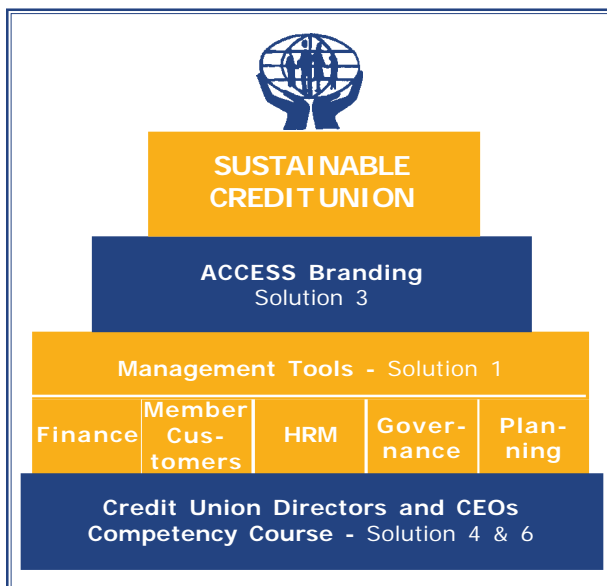 SUSTAINABLE
CREDIT UNION
ACCESS Branding
Solution 3
Management Tools - Solution 1
Finance
Member
Cus-
tomers
HRM
Gover-
nance
Plan-
ning
Credit Union Directors and CEOs
Competency Course - Solution 4 & 6